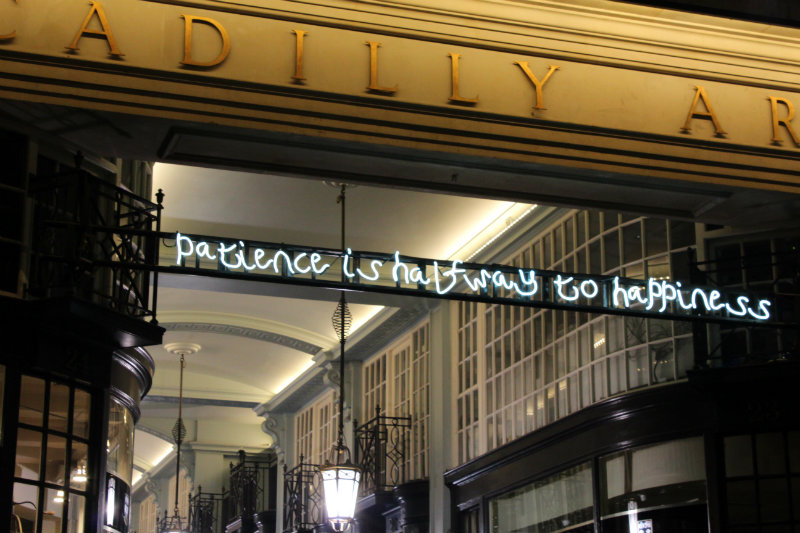 CADILLY AR
patience is halfway to happiness